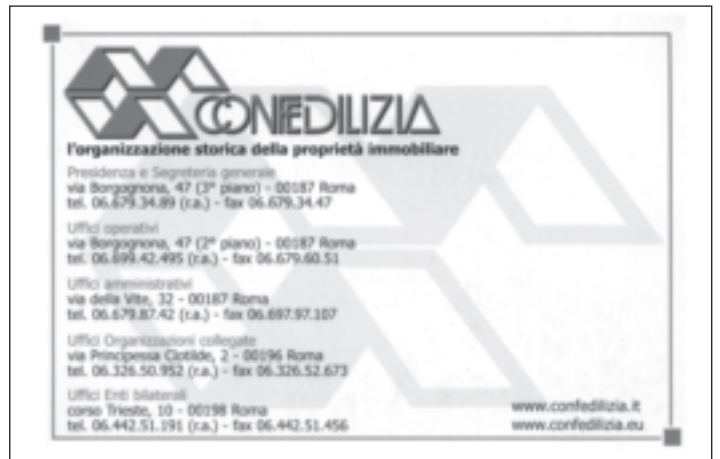 CONFEDILIZIA
l'organizzazione storica della proprietà immobiliare
Presidenza e Segreteria generale
via Borgognona, 47 (3° piano) - 00187 Roma
tel. 06.679.34.89 (r.a.) - fax 06.679.34.47
Uffici operativi
via Borgognona, 47 (2° piano) - 00187 Roma
tel. 06.699.42.495 (r.a.) - fax 06.679.60.51
Uffici amministrativi
via della Vite, 32 - 00187 Roma
tel. 06.679.87.42 (r.a.) - fax 06.697.97.107
Uffici Organizzazioni collegate
via Principessa Clotilde, 2 - 00196 Roma
tel. 06.326.50.952 (r.a.) - fax 06.326.52.673
Uffici Enti bilaterali
corso Trieste, 10 - 00198 Roma
tel. 06.442.51.191 (r.a.) - fax 06.442.51.456
www.confedilizia.it
www.confedilizia.eu